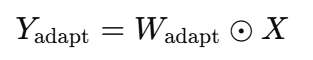 Y_adapt = W_adapt ⊙ X